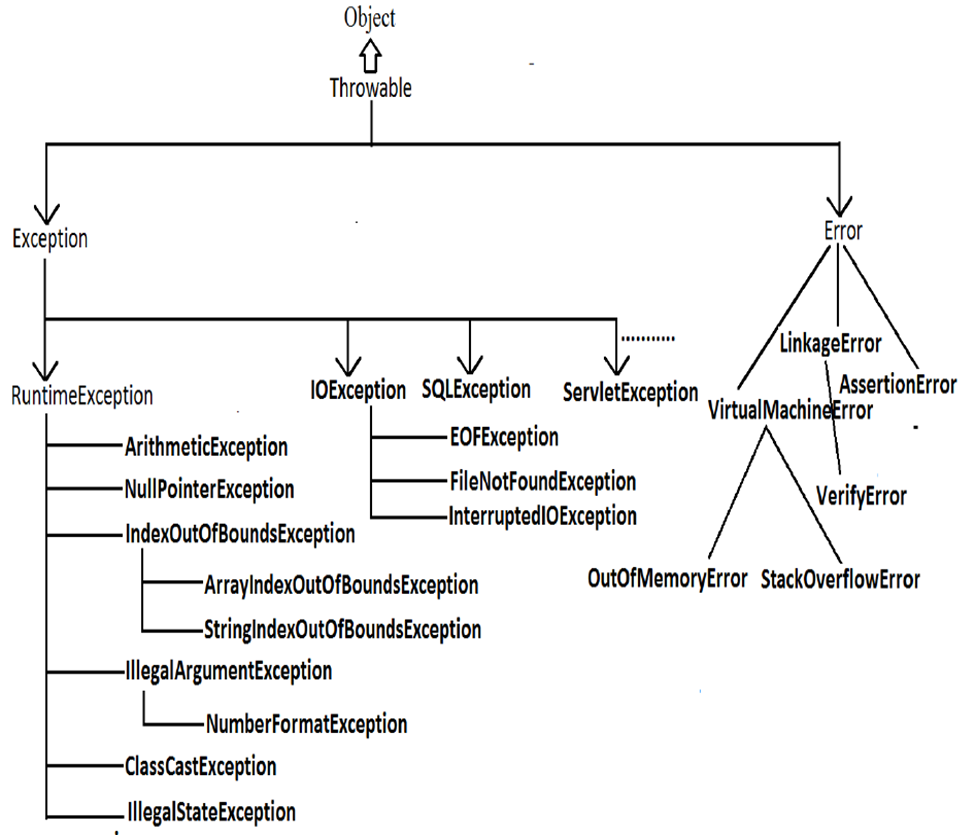 Object
Throwable
Exception
Error
RuntimeException
IOException
SQLException
ServletException
...........
LinkageError
AssertionError
VirtualMachineError
ArithmeticException
EOFException
NullPointerException
FileNotFoundException
VerifyError
InterruptedIOException
IndexOutOfBoundsException
OutOfMemoryError
StackOverflowError
ArrayIndexOutOfBoundsException
StringIndexOutOfBoundsException
IllegalArgumentException
NumberFormatException
ClassCastException
IllegalStateException